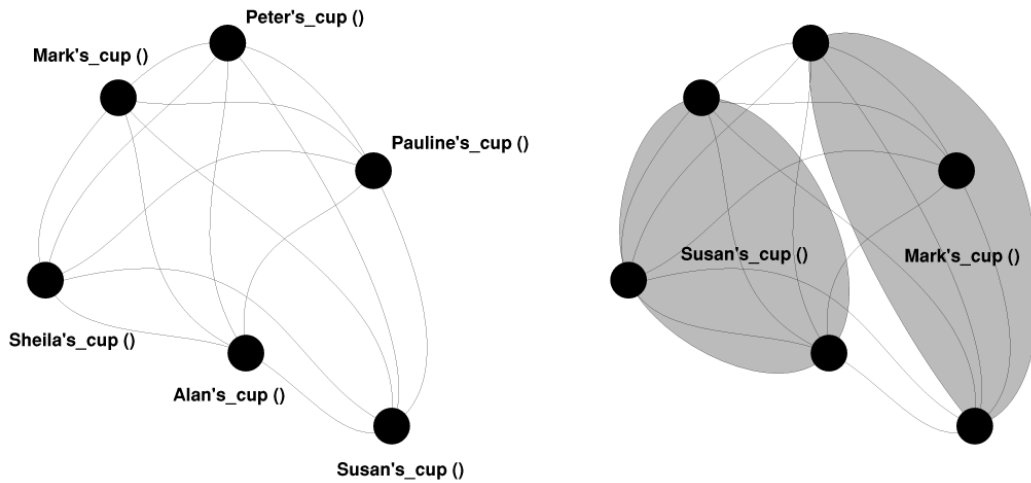 Peter's_cup ()
Mark's_cup ()
Pauline's_cup ()
Sheila's_cup ()
Alan's_cup ()
Susan's_cup ()
Susan's_cup ()
Mark's_cup ()